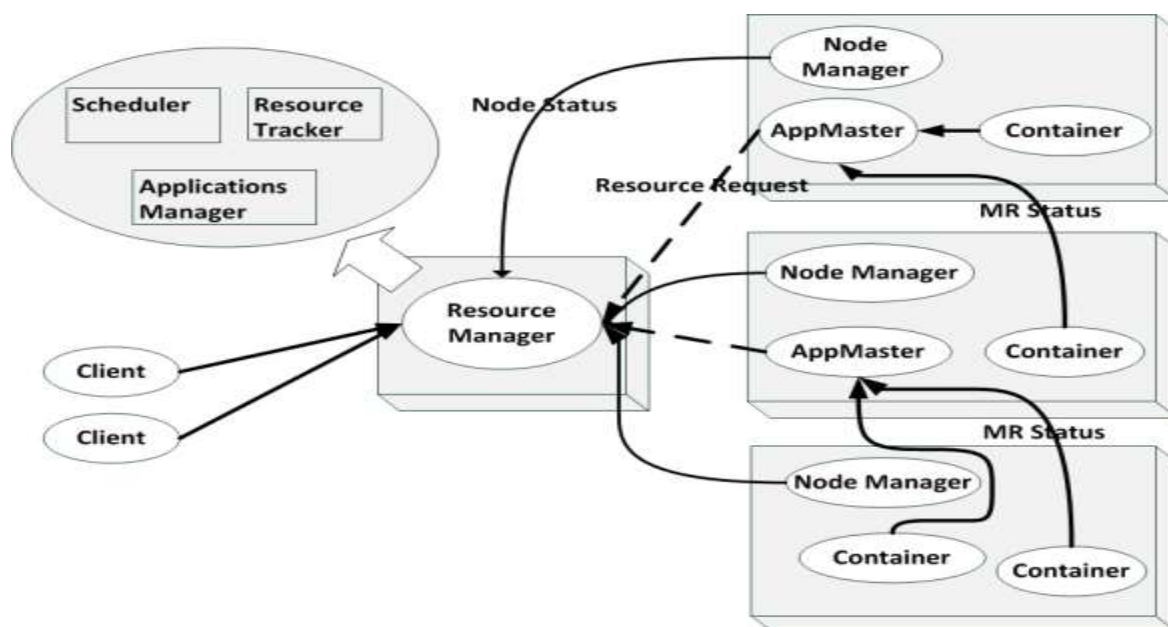 Scheduler
Resource
Tracker
Applications
Manager
Node Status
Resource Request
Resource
Manager
Client
Client
Node
Manager
AppMaster
Container
MR Status
Node Manager
AppMaster
Container
MR Status
Node Manager
Container
Container